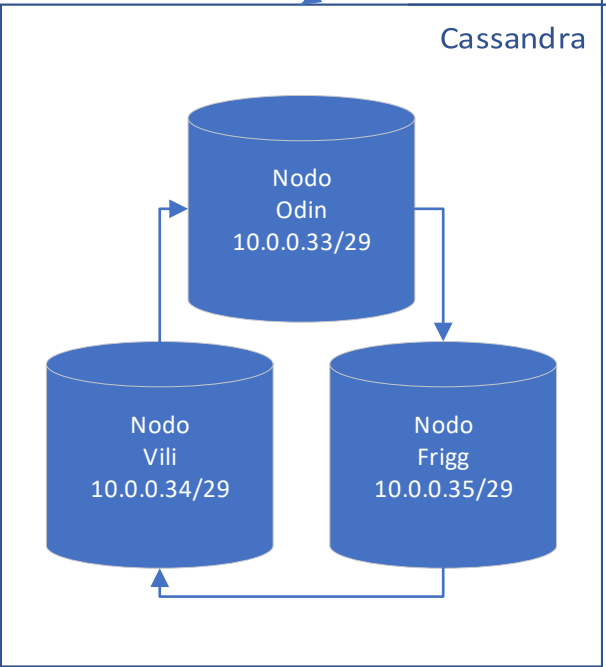 Cassandra
Nodo
Odin
10.0.0.33/29
Nodo
Vili
10.0.0.34/29
Nodo
Frigg
10.0.0.35/29